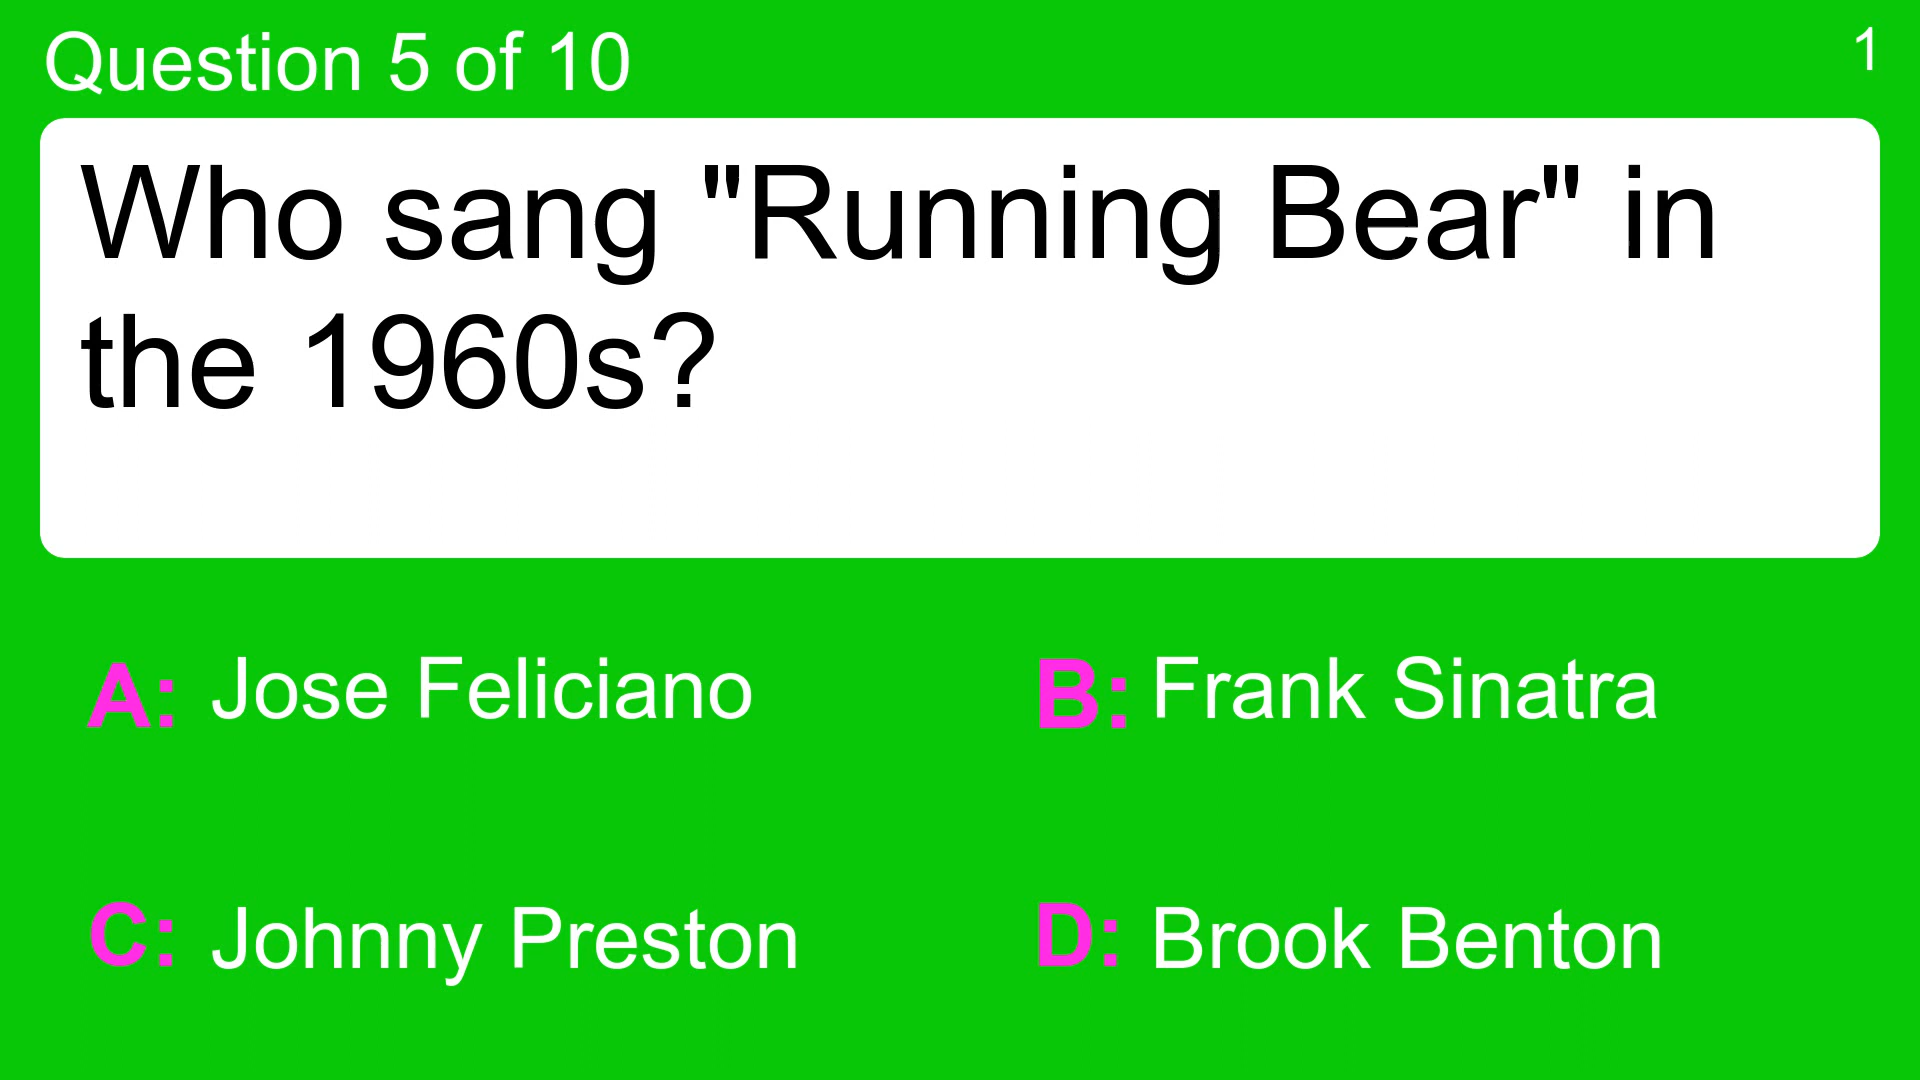 Question 5 of 10
1
Who sang "Running Bear" in
the 1960s?
A: Jose Feliciano
B: Frank Sinatra
C: Johnny Preston
D: Brook Benton